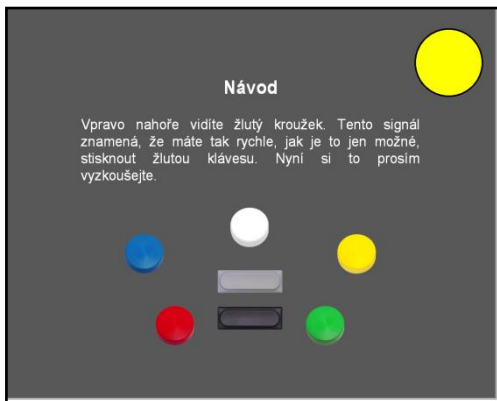 Návod
Vpravo nahoře vidíte žlutý kroužek. Tento signál
znamená, že máte tak rychle, jak je to jen možné,
stisknout žlutou klávesu. Nyní si to prosím
vyzkoušejte.